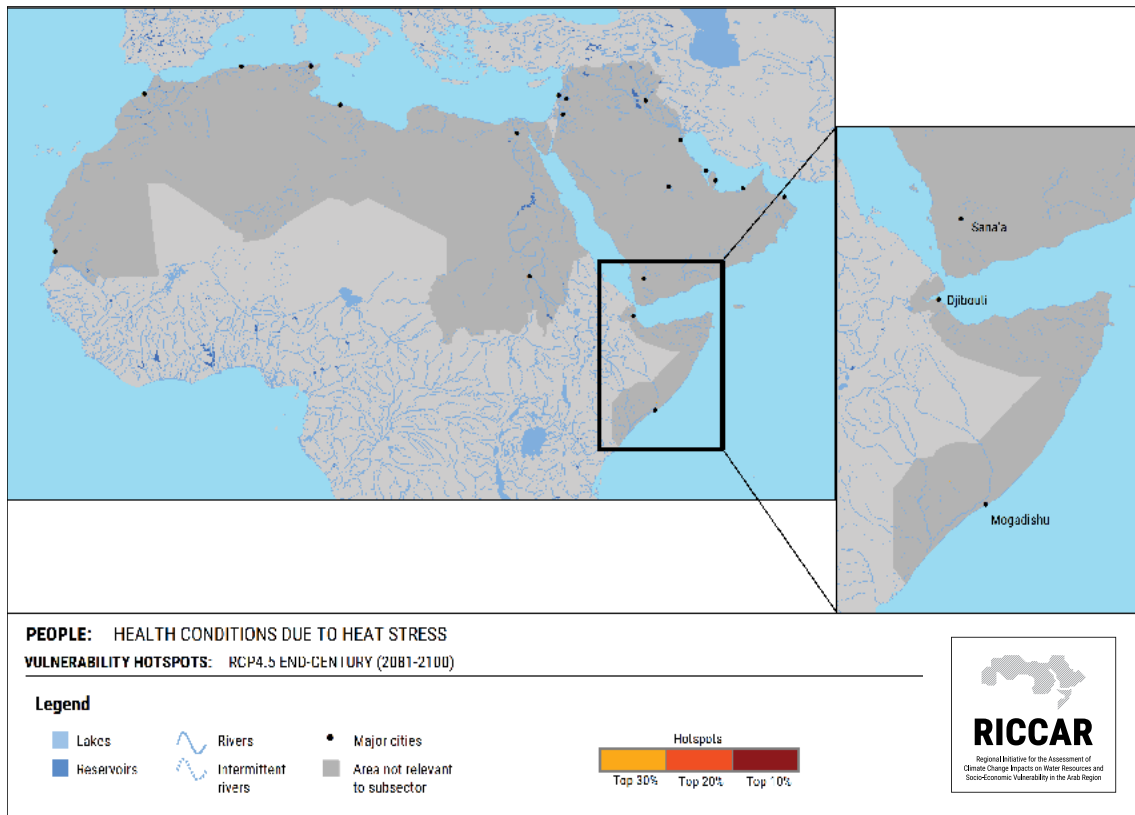 Sana'a
Djibouti
Mogadishu
PEOPLE: HEALTH CONDITIONS DUE TO HEAT STRESS
VULNERABILITY HOTSPOTS: RCP4.5 END-CENTURY (2081-2100)
Legend
Lakes
Rivers
Major cities
Reservoirs
Intermittent
rivers
Area not relevant
to subsector
Hotspots
Top 30% Top 20% Top 10%
RICCAR
Regional Initiative for the Assessment of
Climate Change Impacts on Water Resources and
Socio-Economic Vulnerability in the Arab Region